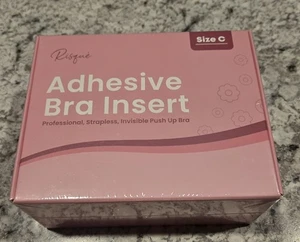 Risqué
Size C
Adhesive
Bra Insert
Professional, Strapless, Invisible Push Up Bra